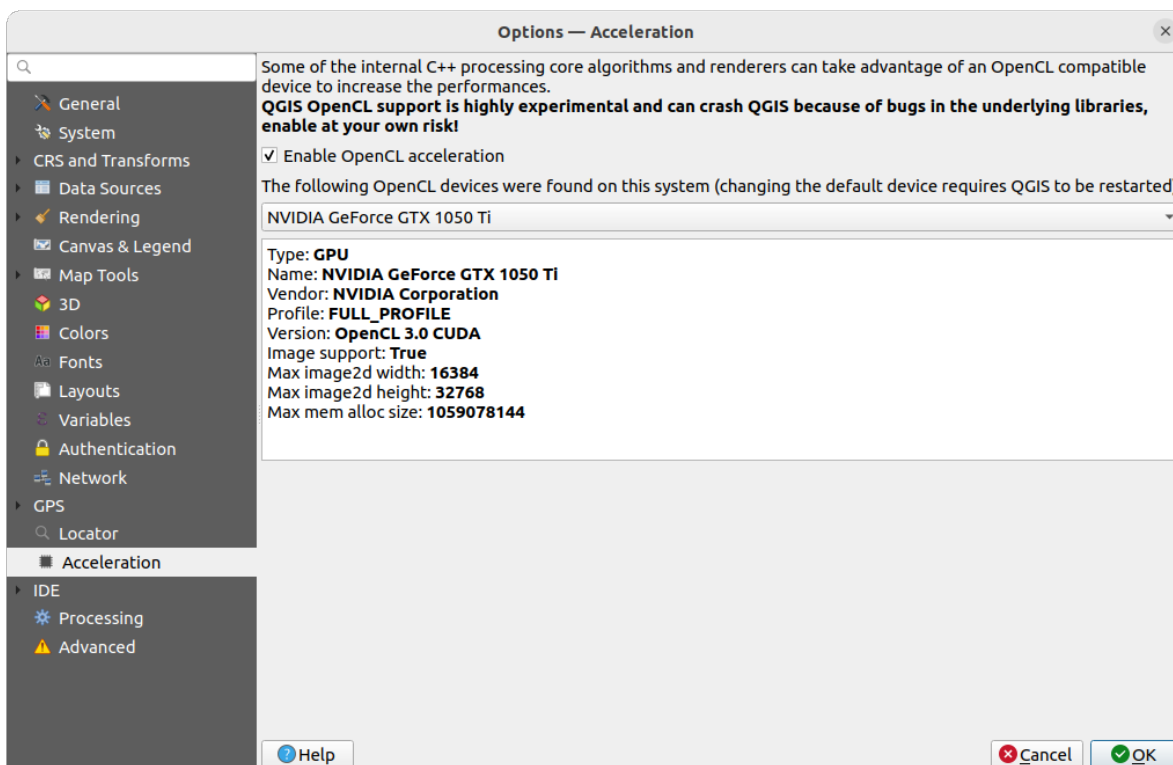 Options — Acceleration
General
System
CRS and Transforms
Data Sources
Rendering
Canvas & Legend
Map Tools
3D
Colors
Aa Fonts
Layouts
ε Variables
Authentication
Network
GPS
Locator
Acceleration
IDE
Processing
Advanced
Some of the internal C++ processing core algorithms and renderers can take advantage of an OpenCL compatible
device to increase the performances.
QGIS OpenCL support is highly experimental and can crash QGIS because of bugs in the underlying libraries,
enable at your own risk!
Enable OpenCL acceleration
The following OpenCL devices were found on this system (changing the default device requires QGIS to be restarted)
NVIDIA GeForce GTX 1050 Ti
Type: GPU
Name: NVIDIA GeForce GTX 1050 Ti
Vendor: NVIDIA Corporation
Profile: FULL_PROFILE
Version: OpenCL 3.0 CUDA
Image support: True
Max image2d width: 16384
Max image2d height: 32768
Max mem alloc size: 1059078144
Help
Cancel
OK